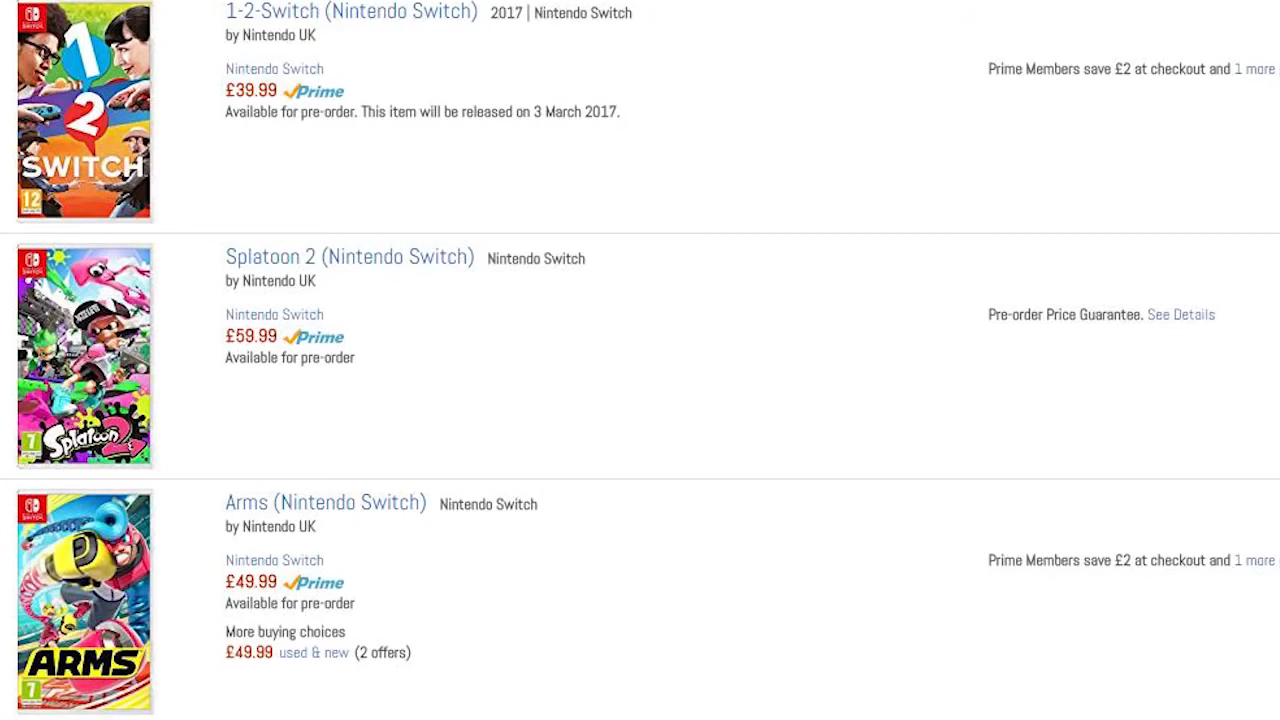 1-2-Switch (Nintendo Switch) 2017 | Nintendo Switch
by Nintendo UK
Nintendo Switch
Prime Members save £2 at checkout and 1 more
£39.99 Prime
Available for pre-order. This item will be released on 3 March 2017.
SWITCH
1
2
SWITCH
12
Splatoon 2 (Nintendo Switch) Nintendo Switch
by Nintendo UK
Nintendo Switch
Pre-order Price Guarantee. See Details
£59.99 Prime
Available for pre-order
SWITCH
Splatoon 2
7
Arms (Nintendo Switch) Nintendo Switch
by Nintendo UK
Nintendo Switch
Prime Members save £2 at checkout and 1 more
£49.99 Prime
Available for pre-order
More buying choices
£49.99 used & new (2 offers)
SWITCH
ARMS
7